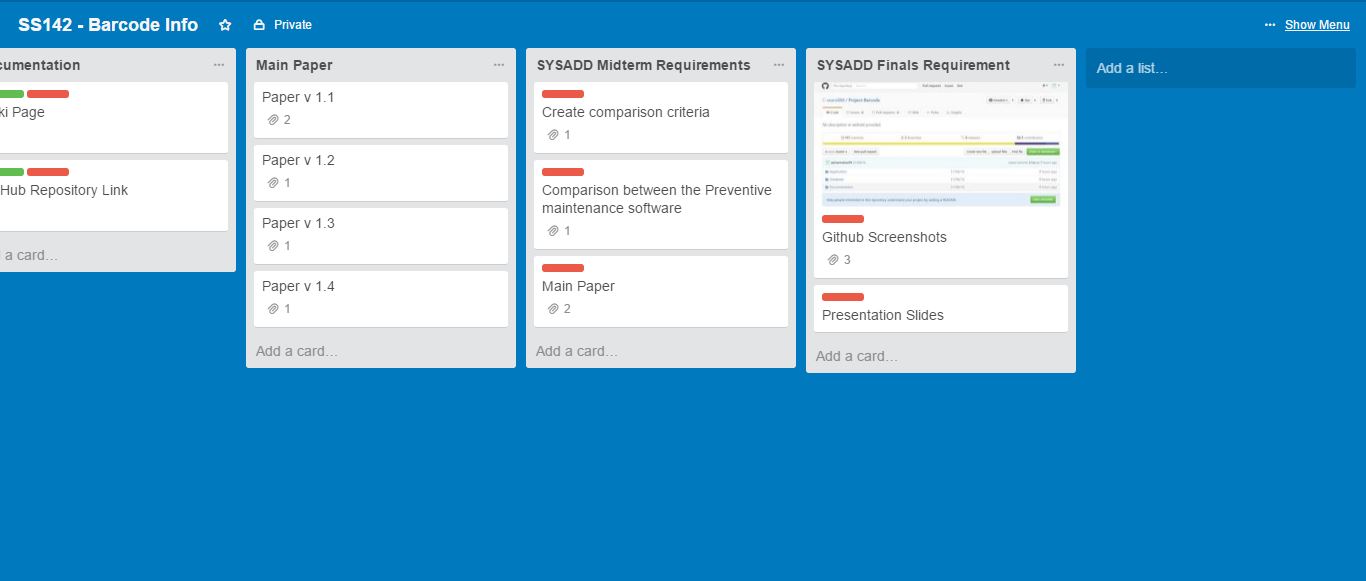 SS142 - Barcode Info
Private
Show Menu
cumentation
ki Page
Hub Repository Link
a card…
Main Paper
Paper v 1.1
2
Paper v 1.2
1
Paper v 1.3
1
Paper v 1.4
1
Add a card…
SYSADD Midterm Requirements
Create comparison criteria
1
Comparison between the Preventive
maintenance software
1
Main Paper
2
Add a card…
SYSADD Finals Requirement
Github Screenshots
3
Presentation Slides
Add a card…
Add a list…